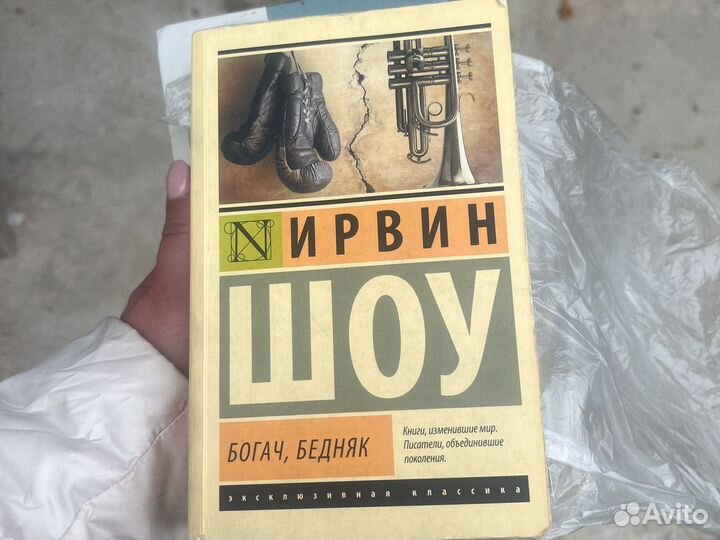 N ИРВИН
ШОУ
БОГАЧ, БЕДНЯК
Книги, изменившие мир.
Писатели, объединившие
поколения.
эксклюзивная классика
Avito